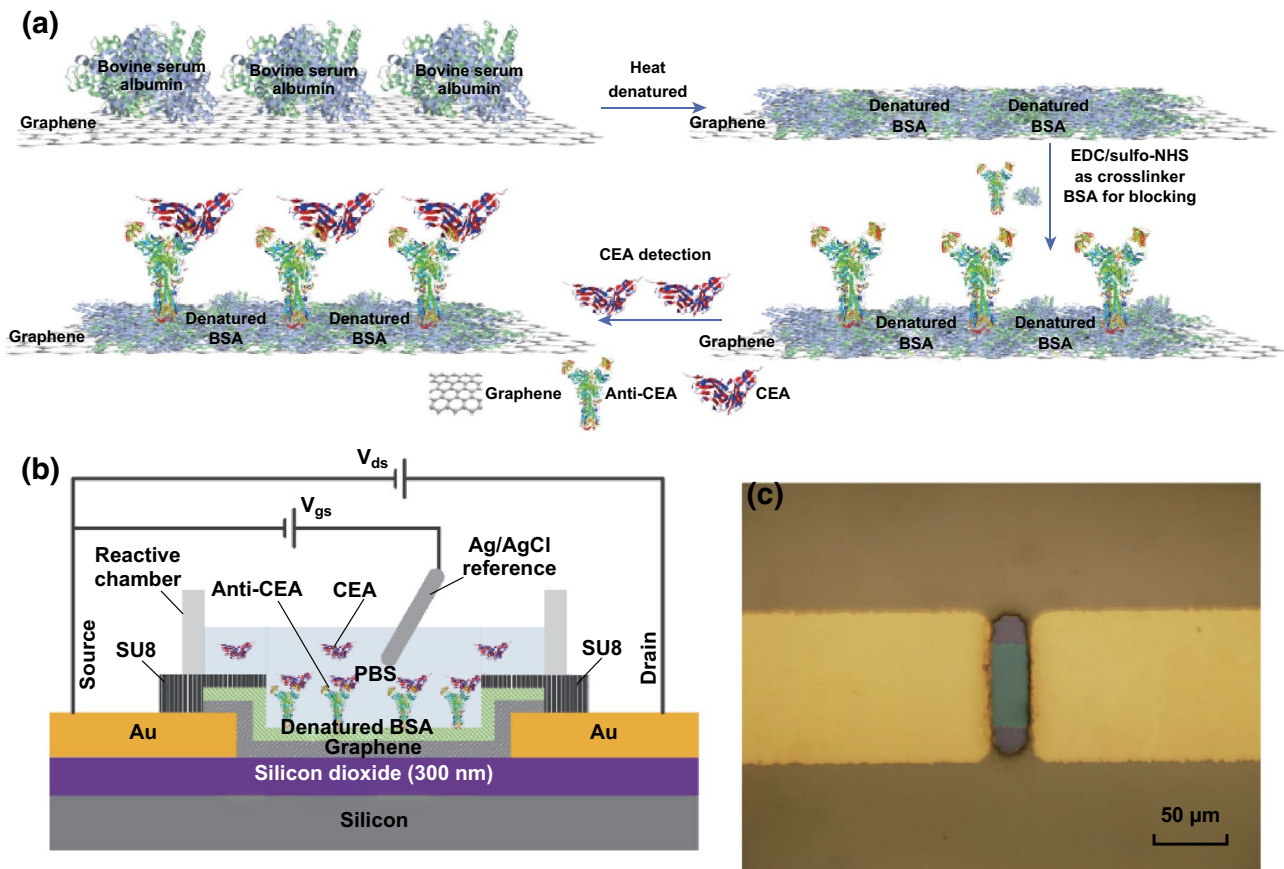 (a)
Bovine serum
albumin
Bovine serum
albumin
Bovine serum
albumin
Graphene
Heat
denatured
Denatured
BSA
Denatured
BSA
Graphene
EDC/sulfo-NHS
as crosslinker
BSA for blocking
CEA detection
Denatured
BSA
Denatured
BSA
Graphene
Denatured
BSA
Denatured
BSA
Graphene
Graphene
Anti-CEA
CEA
(b)
Vds
Vgs
Reactive
chamber
Anti-CEA
CEA
Ag/AgCl
reference
Source
SU8
PBS
SU8
Drain
Au
Denatured BSA
Graphene
Au
Silicon dioxide (300 nm)
Silicon
(c)
50 µm